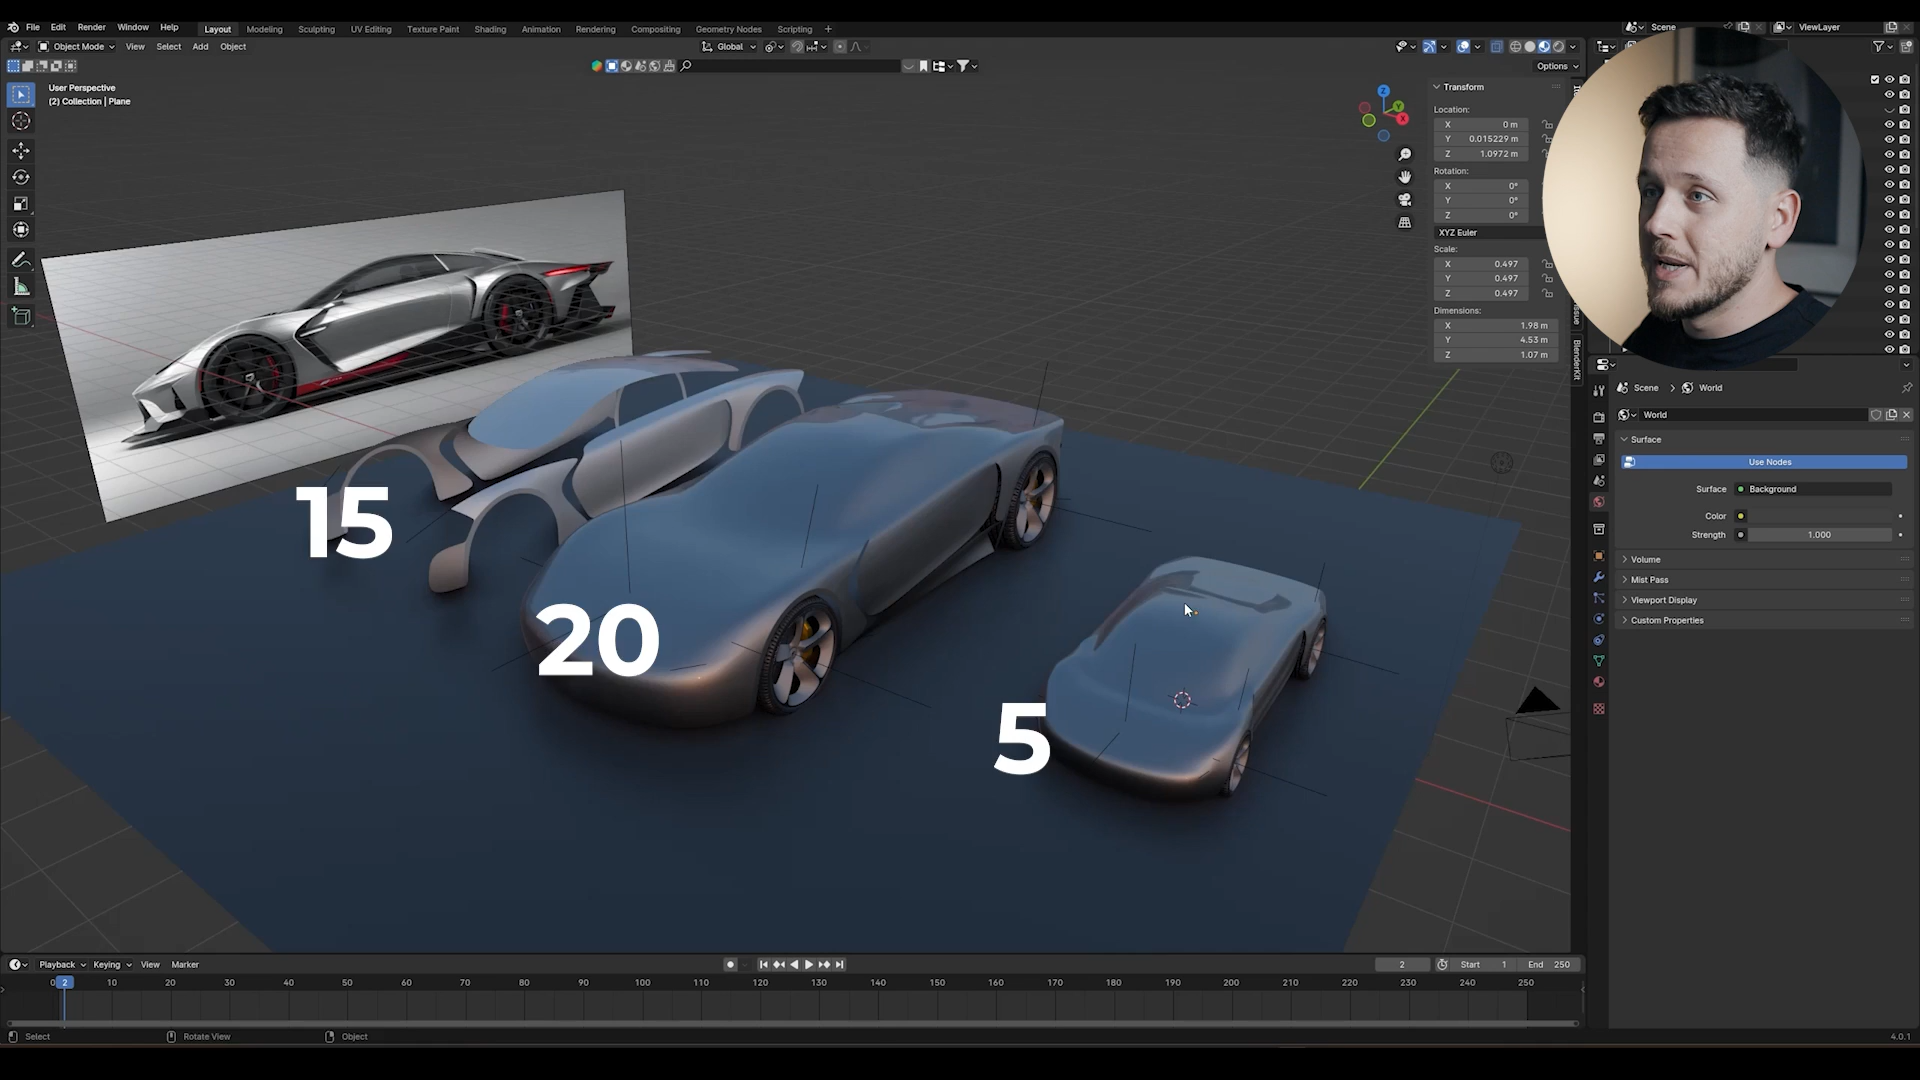 File Edit Render Window Help Layout Modeling Sculpting UV Editing Texture Paint Shading Animation Rendering Compositing Geometry Nodes Scripting + Scene ViewLayer
Object Mode View Select Add Object Global
Options
User Perspective
(2) Collection | Plane
Transform
Location:
X 0 m
Y 0.015229 m
Z 1.0972 m
Rotation:
X 0°
Y 0°
Z 0°
XYZ Euler
Scale:
X 0.497
Y 0.497
Z 0.497
Dimensions:
X 1.98 m
Y 4.53 m
Z 1.07 m
BlenderKit
Z
Y
X
15
20
5
Scene > World
World
Surface
Use Nodes
Surface Background
Color
Strength 1.000
Volume
Mist Pass
Viewport Display
Custom Properties
Playback Keying View Marker 2 Start 1 End 250
0 2 10 20 30 40 50 60 70 80 90 100 110 120 130 140 150 160 170 180 190 200 210 220 230 240 250
Select Rotate View Object 4.0.1